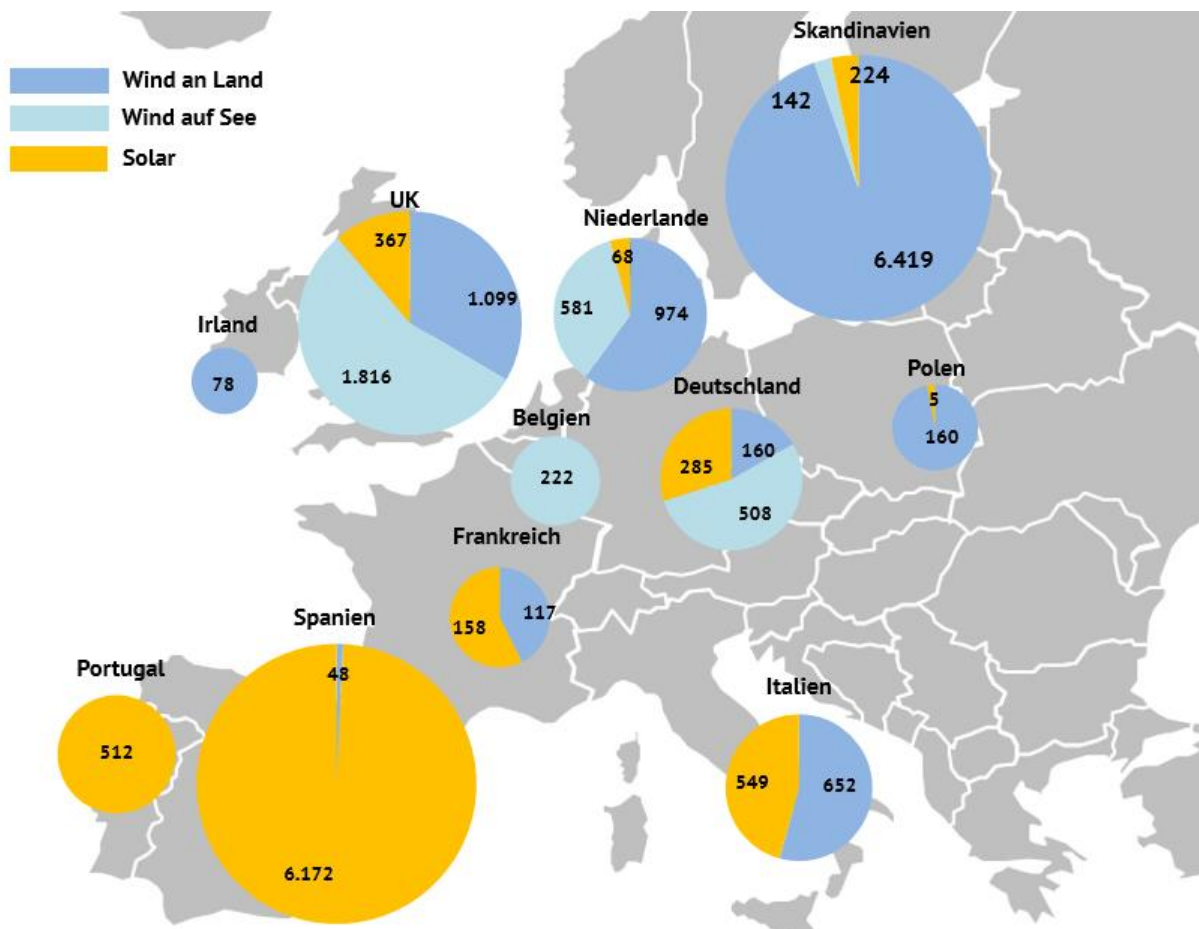 Wind an Land
Wind auf See
Solar
Skandinavien
142
224
6.419
UK
367
1.099
1.816
Niederlande
68
581
974
Irland
78
Deutschland
160
285
508
Polen
5
160
Belgien
222
Frankreich
117
158
Spanien
48
6.172
Portugal
512
Italien
549
652